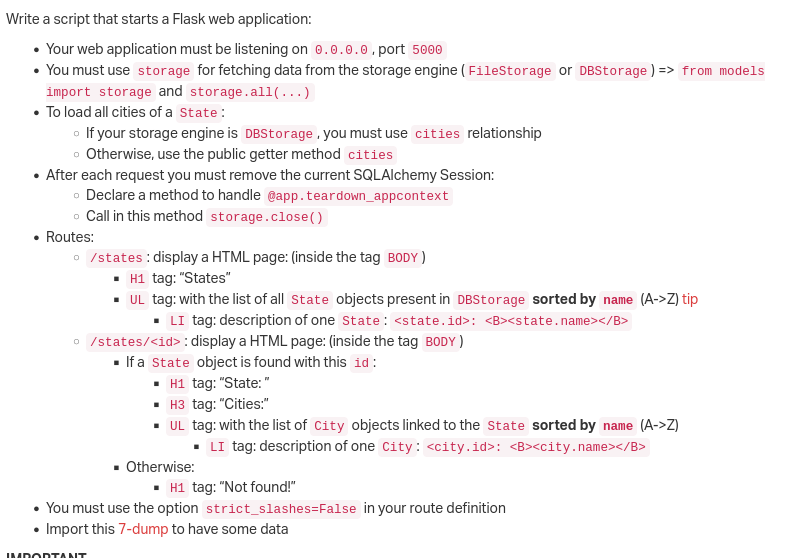 Write a script that starts a Flask web application:
• Your web application must be listening on 0.0.0.0, port 5000
• You must use storage for fetching data from the storage engine (FileStorage or DBStorage) => from models
import storage and storage.all(...)
• To load all cities of a State:
○ If your storage engine is DBStorage, you must use cities relationship
○ Otherwise, use the public getter method cities
• After each request you must remove the current SQLAlchemy Session:
○ Declare a method to handle @app.teardown_appcontext
○ Call in this method storage.close()
• Routes:
○ /states: display a HTML page: (inside the tag BODY)
▪ H1 tag: “States”
▪ UL tag: with the list of all State objects present in DBStorage sorted by name (A->Z) tip
▪ LI tag: description of one State: <state.id>: <B><state.name></B>
○ /states/<id>: display a HTML page: (inside the tag BODY)
▪ If a State object is found with this id:
▪ H1 tag: “State: ”
▪ H3 tag: “Cities:”
▪ UL tag: with the list of City objects linked to the State sorted by name (A->Z)
▪ LI tag: description of one City: <city.id>: <B><city.name></B>
▪ Otherwise:
▪ H1 tag: “Not found!”
• You must use the option strict_slashes=False in your route definition
• Import this 7-dump to have some data
IMPORTANT